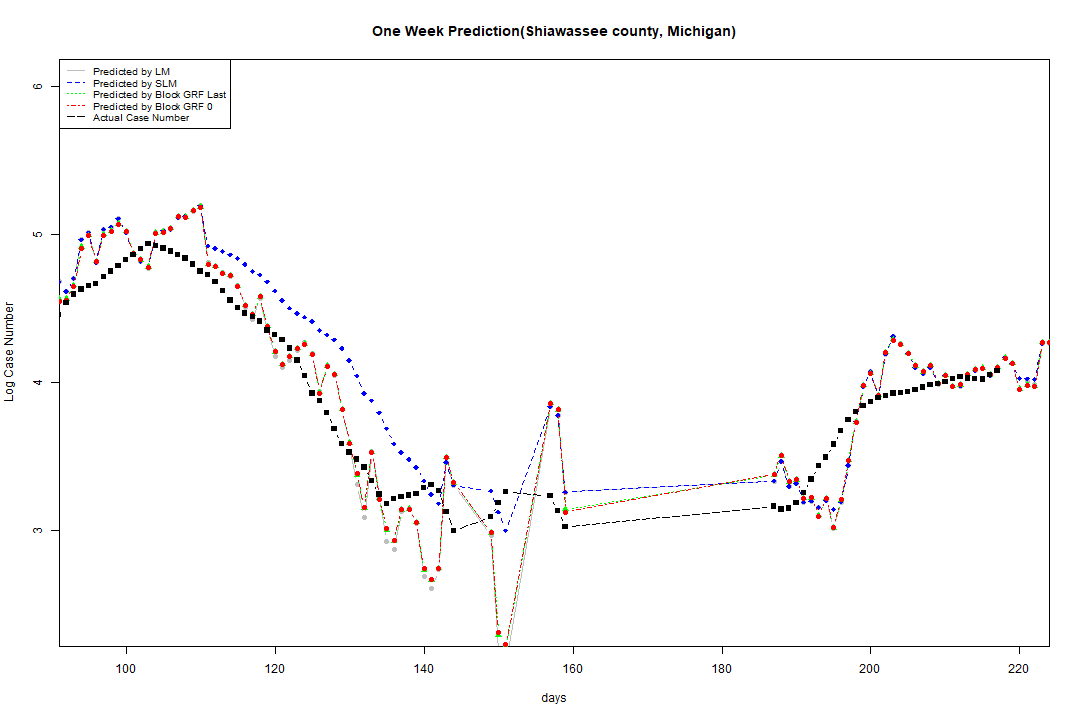 One Week Prediction(Shiawassee county, Michigan)
Predicted by LM
Predicted by SLM
Predicted by Block GRF Last
Predicted by Block GRF 0
Actual Case Number
Log Case Number
6
5
4
3
100 120 140 160 180 200 220
days